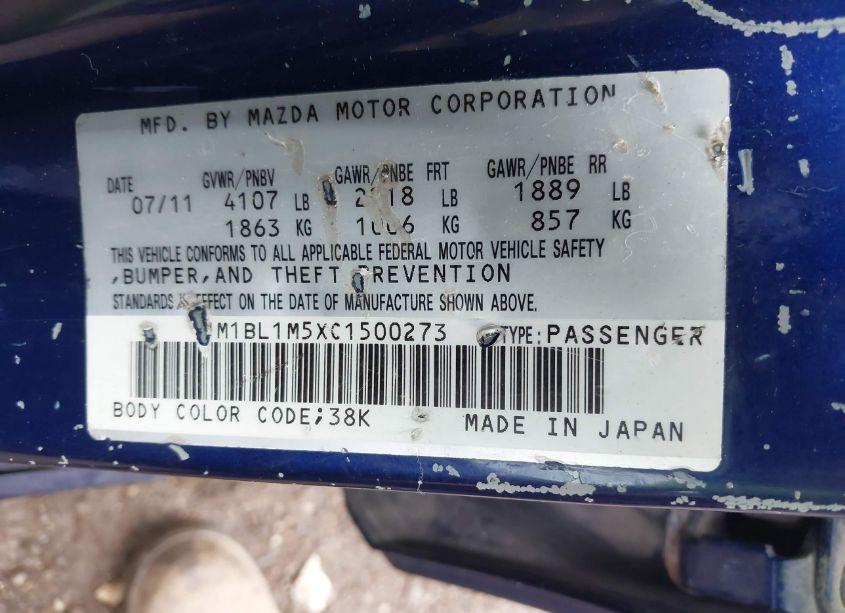 MFD. BY MAZDA MOTOR CORPORATION
DATE GVWR/PNBV GAWR/PNBE FRT GAWR/PNBE RR
07/11 4107 LB LB 1889 LB
1863 KG KG 857 KG
THIS VEHICLE CONFORMS TO ALL APPLICABLE FEDERAL MOTOR VEHICLE SAFETY
,BUMPER,AND THEFT PREVENTION
STANDARDS IN EFFECT ON THE DATE OF MANUFACTURE SHOWN ABOVE.
M1BL1M5XC1500273 TYPE:PASSENGER
BODY COLOR CODE;38K MADE IN JAPAN